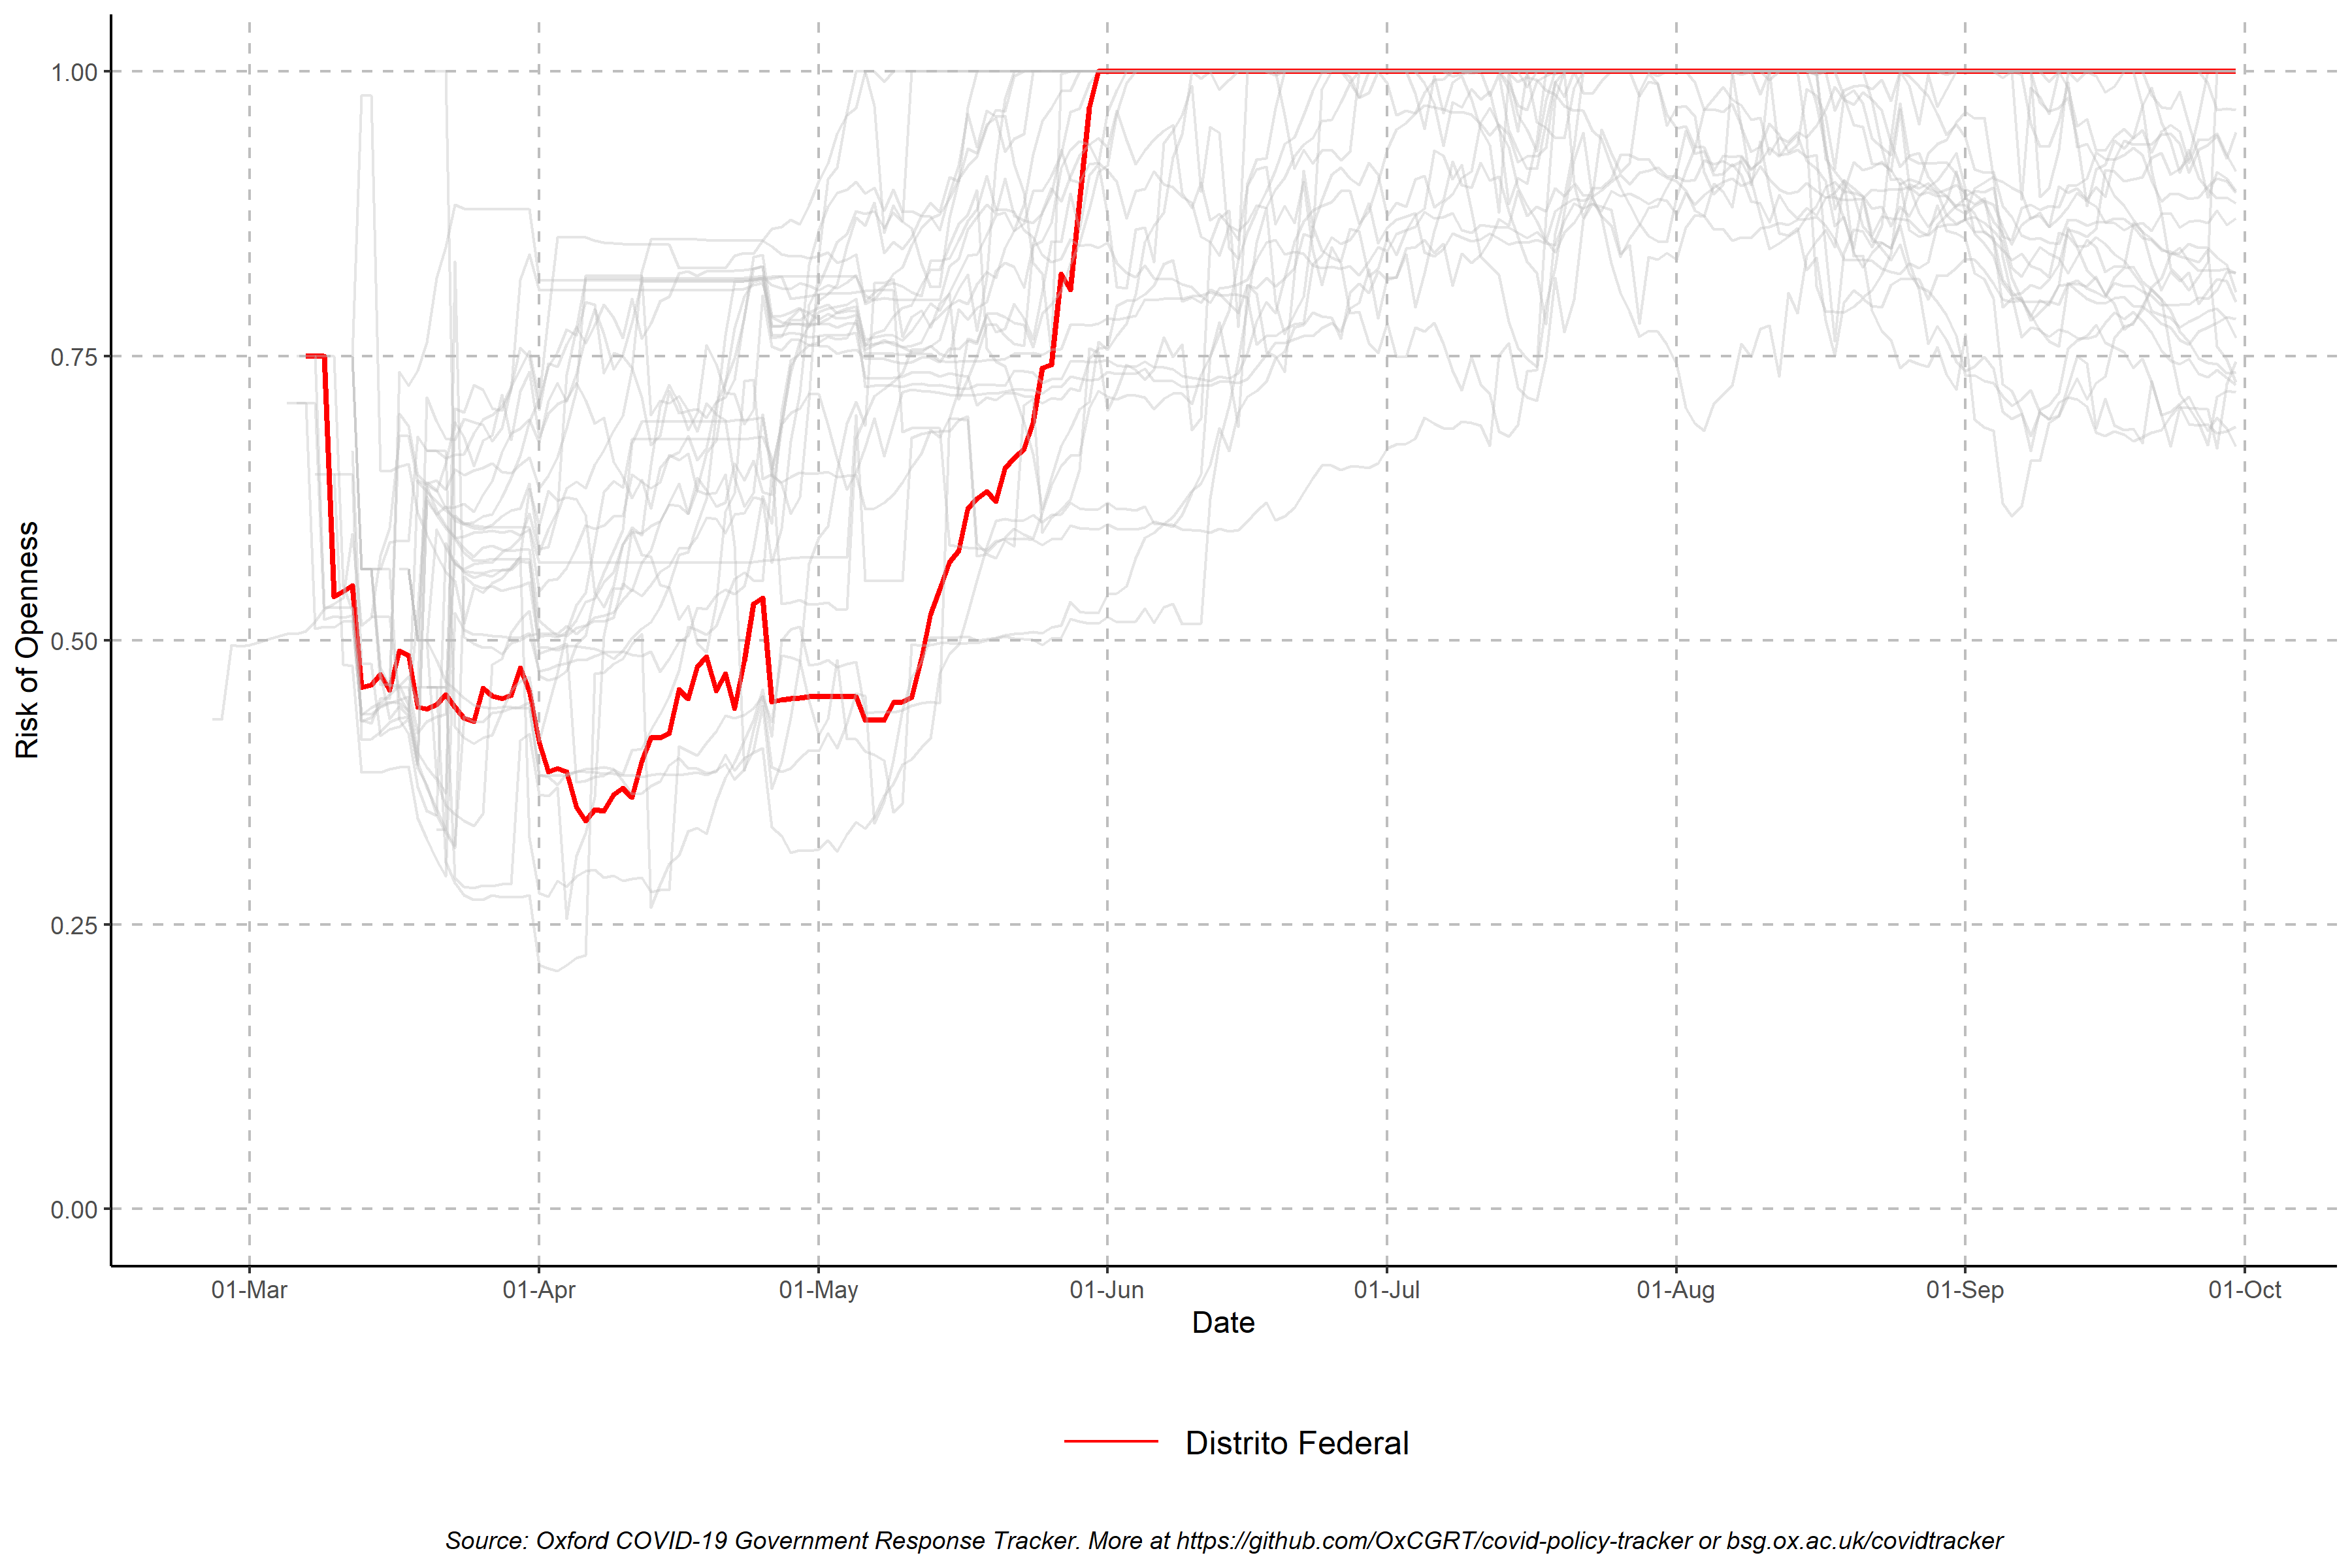 1.00
0.75
0.50
0.25
0.00
Risk of Openness
01-Mar 01-Apr 01-May 01-Jun 01-Jul 01-Aug 01-Sep 01-Oct
Date
Distrito Federal
Source: Oxford COVID-19 Government Response Tracker. More at https://github.com/OxCGRT/covid-policy-tracker or bsg.ox.ac.uk/covidtracker